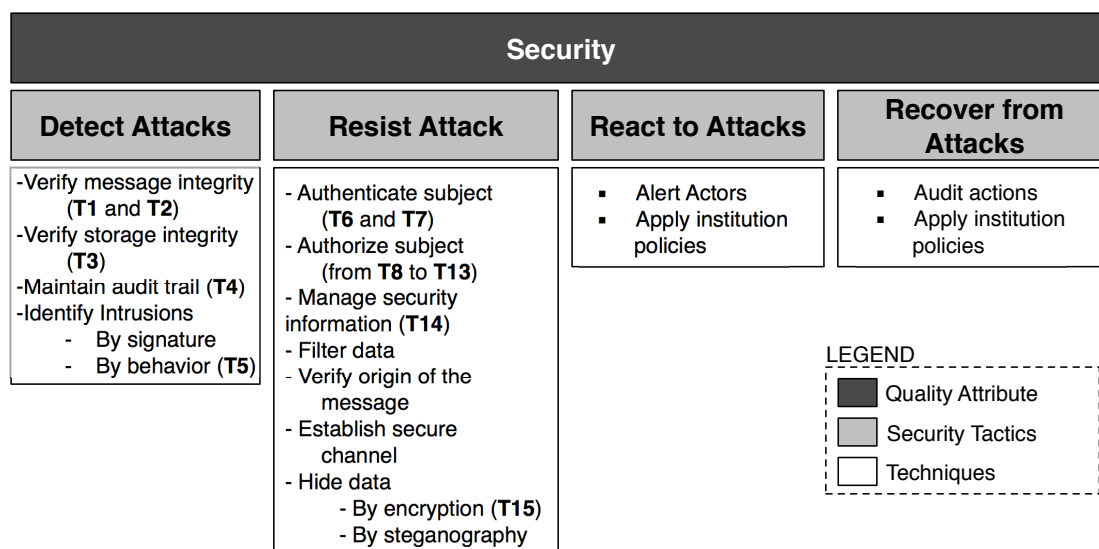 Security
Detect Attacks
-Verify message integrity
(T1 and T2)
-Verify storage integrity
(T3)
-Maintain audit trail (T4)
-Identify Intrusions
- By signature
- By behavior (T5)
Resist Attack
- Authenticate subject
(T6 and T7)
- Authorize subject
(from T8 to T13)
- Manage security
information (T14)
- Filter data
- Verify origin of the
message
- Establish secure
channel
- Hide data
- By encryption (T15)
- By steganography
React to Attacks
▪ Alert Actors
▪ Apply institution
policies
Recover from
Attacks
▪ Audit actions
▪ Apply institution
policies
LEGEND
Quality Attribute
Security Tactics
Techniques